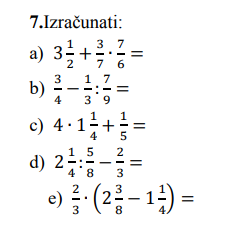 7.Izračunati:
a) 3 1/2 + 3/7 · 7/6 =
b) 3/4 − 1/3 : 7/9 =
c) 4 · 1 1/4 + 1/5 =
d) 2 1/4 : 5/8 − 2/3 =
e) 2/3 · (2 3/8 − 1 1/4) =